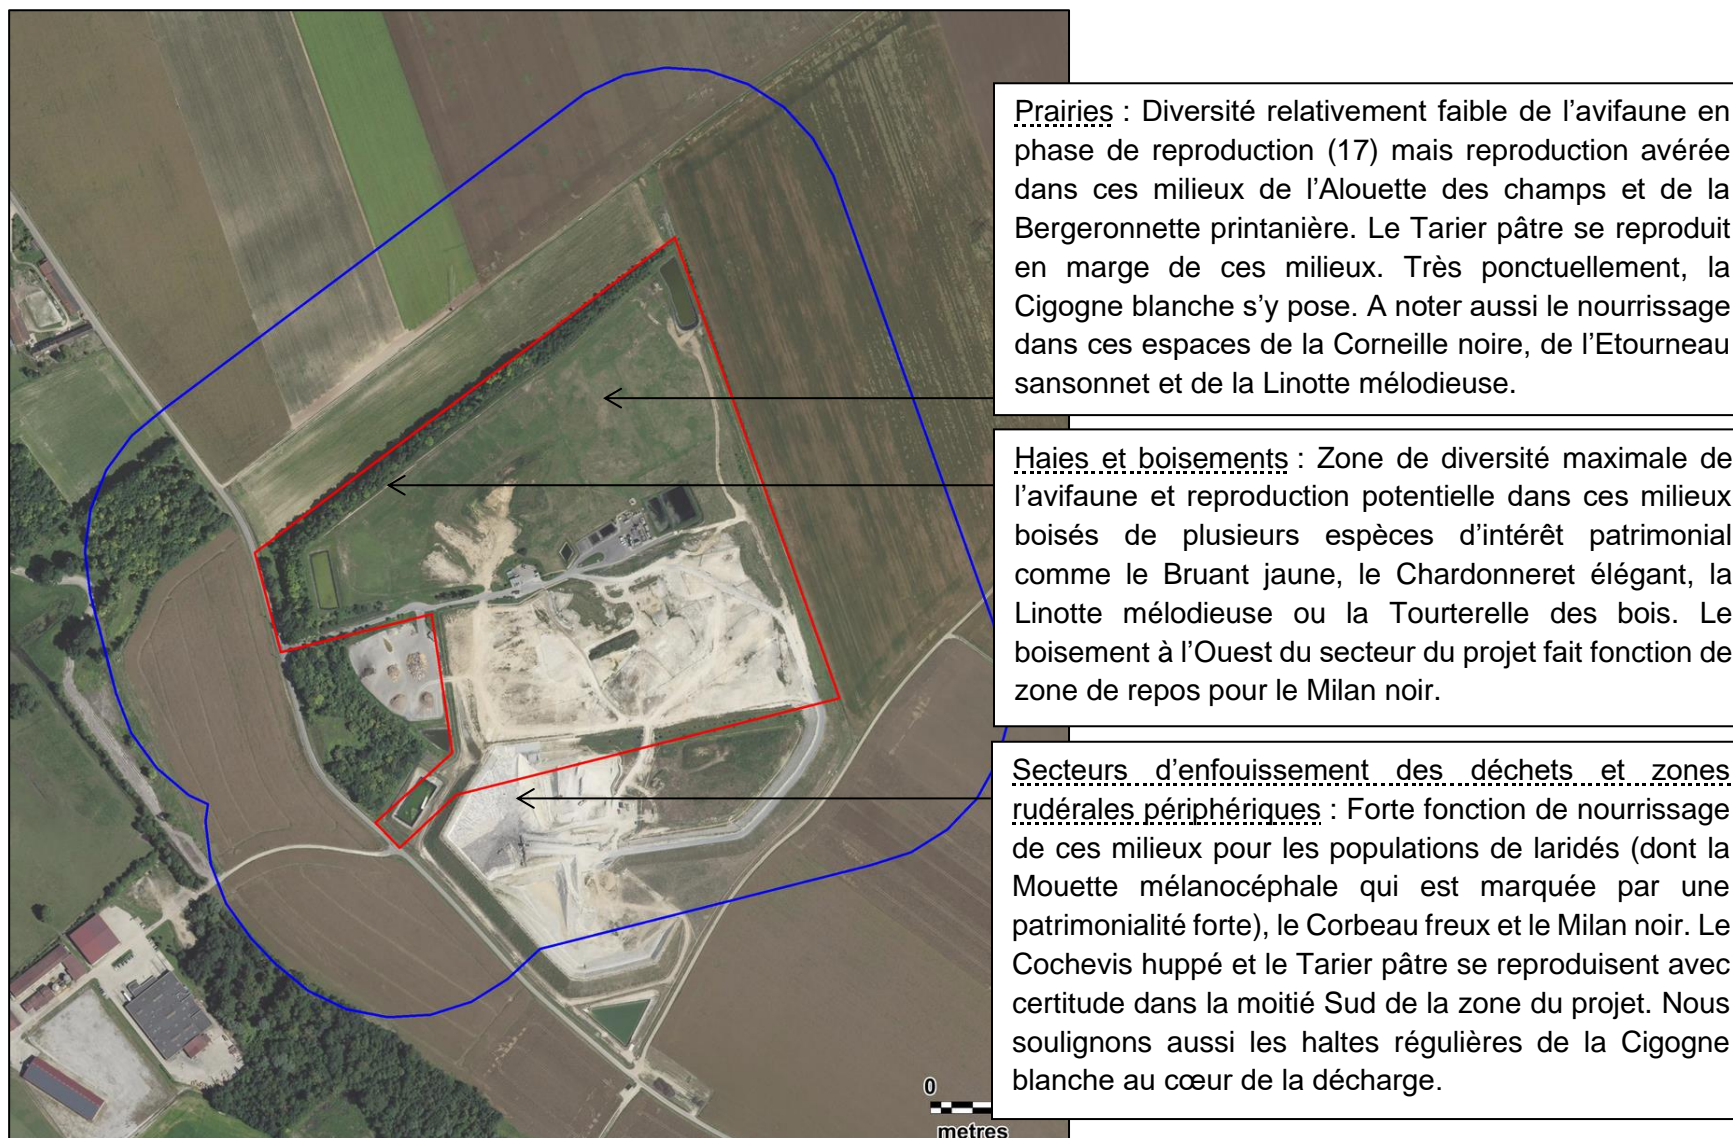 Prairies : Diversité relativement faible de l’avifaune en
phase de reproduction (17) mais reproduction avérée
dans ces milieux de l’Alouette des champs et de la
Bergeronnette printanière. Le Tarier pâtre se reproduit
en marge de ces milieux. Très ponctuellement, la
Cigogne blanche s’y pose. A noter aussi le nourrissage
dans ces espaces de la Corneille noire, de l’Etourneau
sansonnet et de la Linotte mélodieuse.
Haies et boisements : Zone de diversité maximale de
l’avifaune et reproduction potentielle dans ces milieux
boisés de plusieurs espèces d’intérêt patrimonial
comme le Bruant jaune, le Chardonneret élégant, la
Linotte mélodieuse ou la Tourterelle des bois. Le
boisement à l’Ouest du secteur du projet fait fonction de
zone de repos pour le Milan noir.
Secteurs d’enfouissement des déchets et zones
rudérales périphériques : Forte fonction de nourrissage
de ces milieux pour les populations de laridés (dont la
Mouette mélanocéphale qui est marquée par une
patrimonialité forte), le Corbeau freux et le Milan noir. Le
Cochevis huppé et le Tarier pâtre se reproduisent avec
certitude dans la moitié Sud de la zone du projet. Nous
soulignons aussi les haltes régulières de la Cigogne
blanche au cœur de la décharge.
0
metres